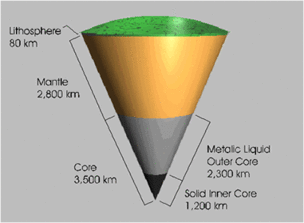 Lithosphere
80 km
Mantle
2,800 km
Core
3,500 km
Metalic Liquid
Outer Core
2,300 km
Solid Inner Core
1,200 km